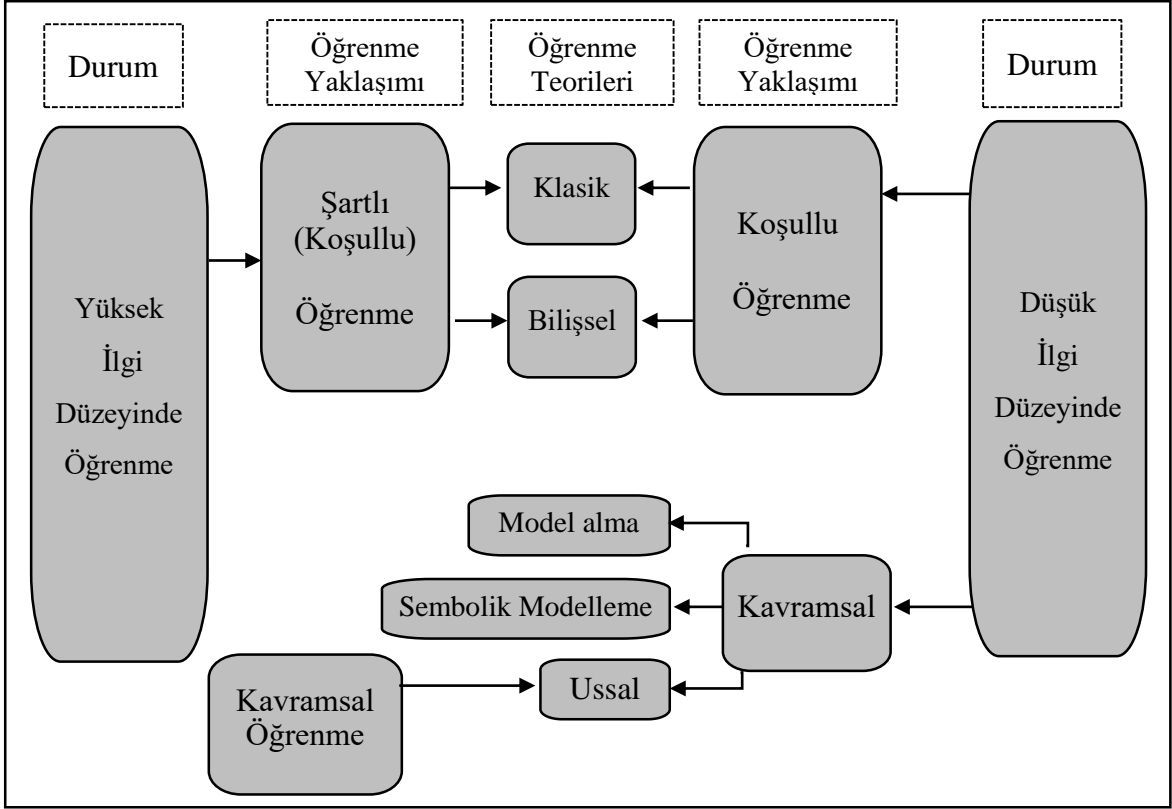 Durum
Öğrenme
Yaklaşımı
Öğrenme
Teorileri
Öğrenme
Yaklaşımı
Durum
Yüksek
İlgi
Düzeyinde
Öğrenme
Şartlı
(Koşullu)
Öğrenme
Klasik
Bilişsel
Koşullu
Öğrenme
Düşük
İlgi
Düzeyinde
Öğrenme
Model alma
Sembolik Modelleme
Kavramsal
Ussal
Kavramsal
Öğrenme